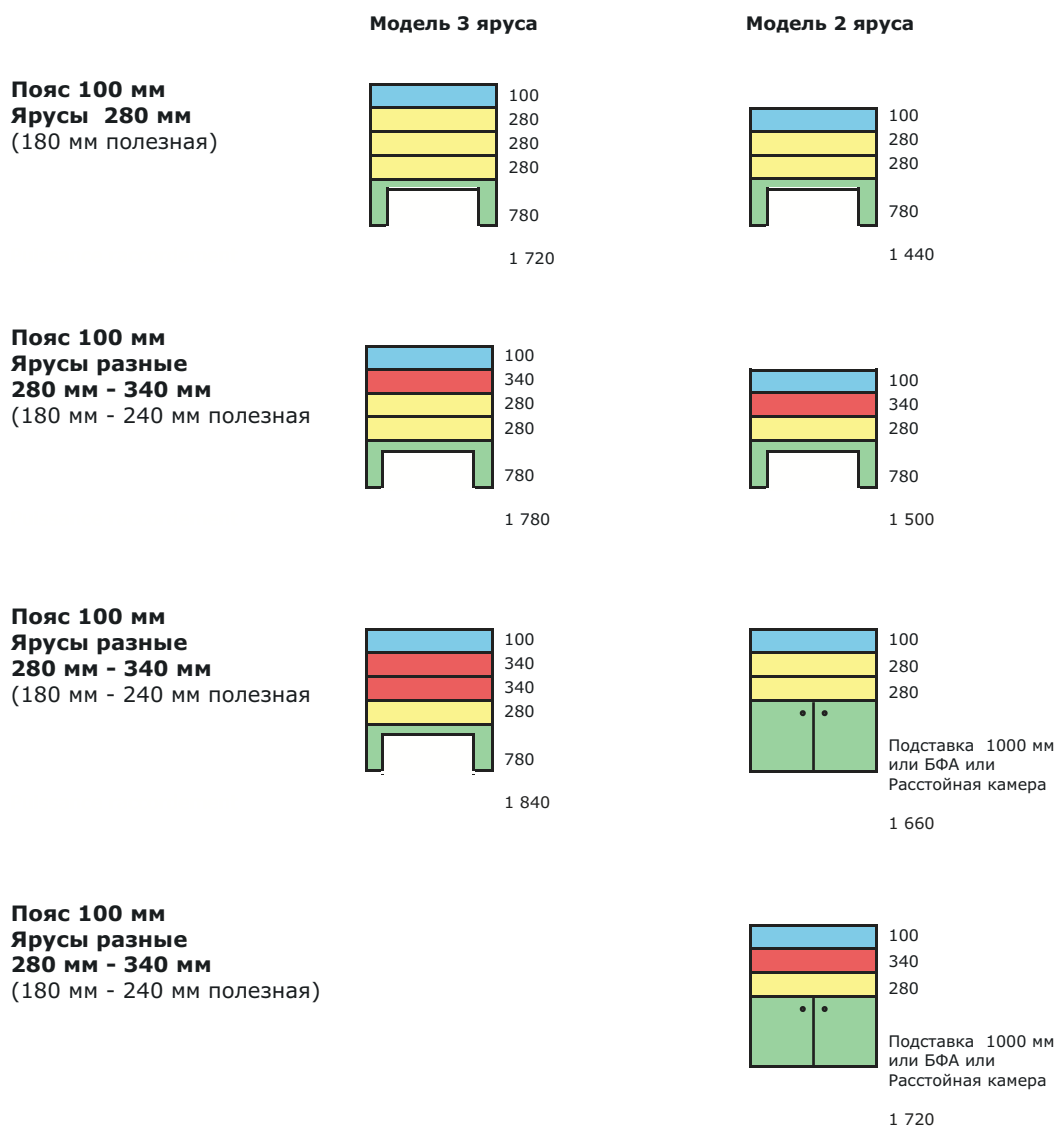 Модель 3 яруса
Модель 2 яруса
Пояс 100 мм
Ярусы 280 мм
(180 мм полезная)
100
280
280
280
780
1 720
100
280
280
780
1 440
Пояс 100 мм
Ярусы разные
280 мм - 340 мм
(180 мм - 240 мм полезная
100
340
280
280
780
1 780
100
340
280
780
1 500
Пояс 100 мм
Ярусы разные
280 мм - 340 мм
(180 мм - 240 мм полезная
100
340
340
280
780
1 840
100
280
280
Подставка 1000 мм
или БФА или
Расстойная камера
1 660
Пояс 100 мм
Ярусы разные
280 мм - 340 мм
(180 мм - 240 мм полезная)
100
340
280
Подставка 1000 мм
или БФА или
Расстойная камера
1 720